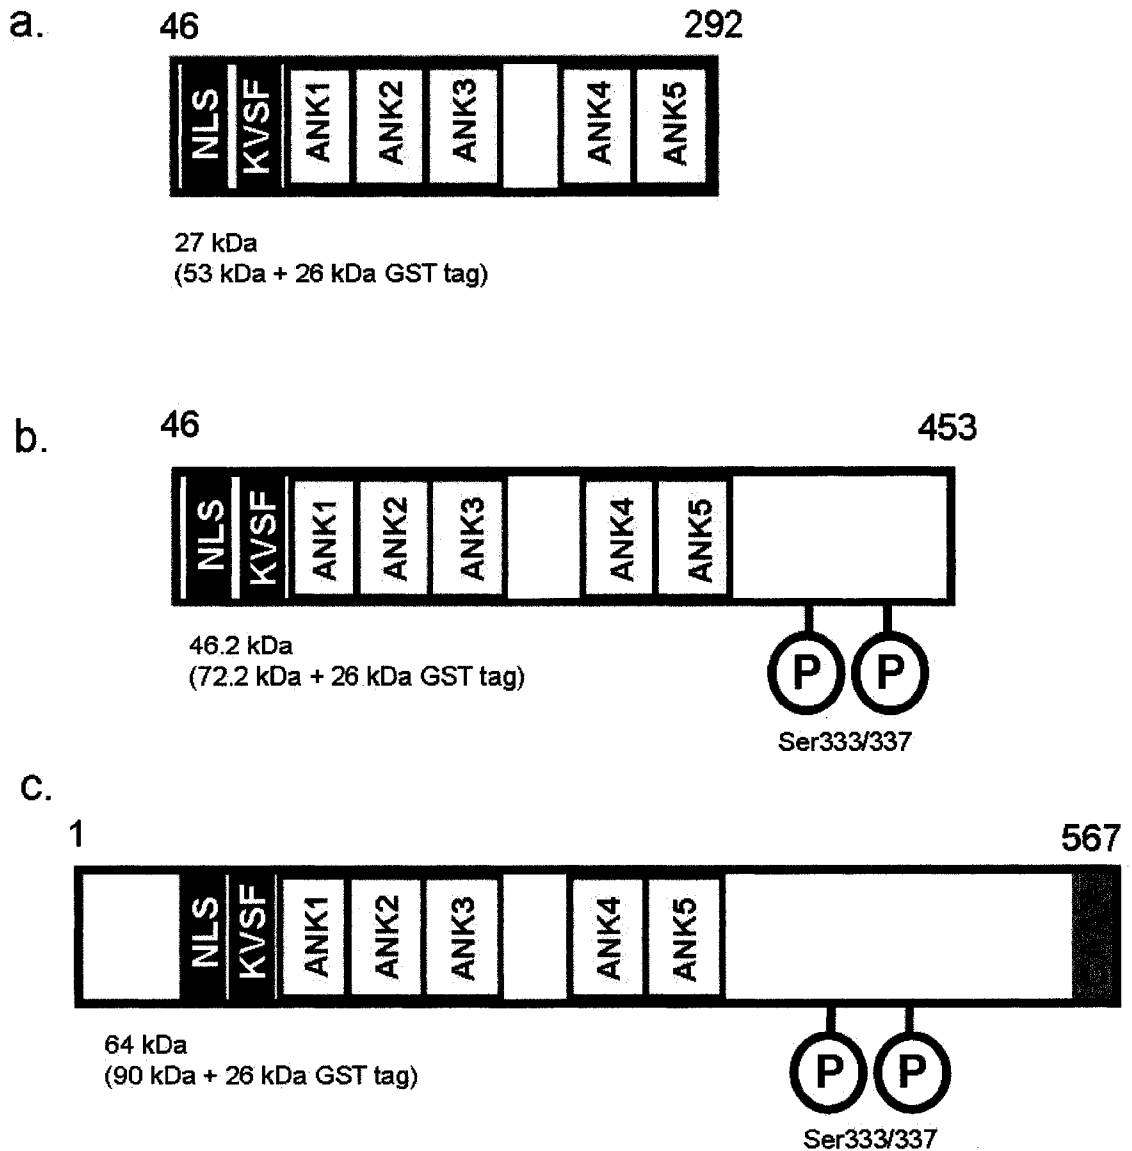 a.
46 292
NLS KVSF ANK1 ANK2 ANK3 ANK4 ANK5
27 kDa
(53 kDa + 26 kDa GST tag)
b.
46 453
NLS KVSF ANK1 ANK2 ANK3 ANK4 ANK5
46.2 kDa
(72.2 kDa + 26 kDa GST tag)
P P
Ser333/337
c.
1 567
NLS KVSF ANK1 ANK2 ANK3 ANK4 ANK5
64 kDa
(90 kDa + 26 kDa GST tag)
P P
Ser333/337